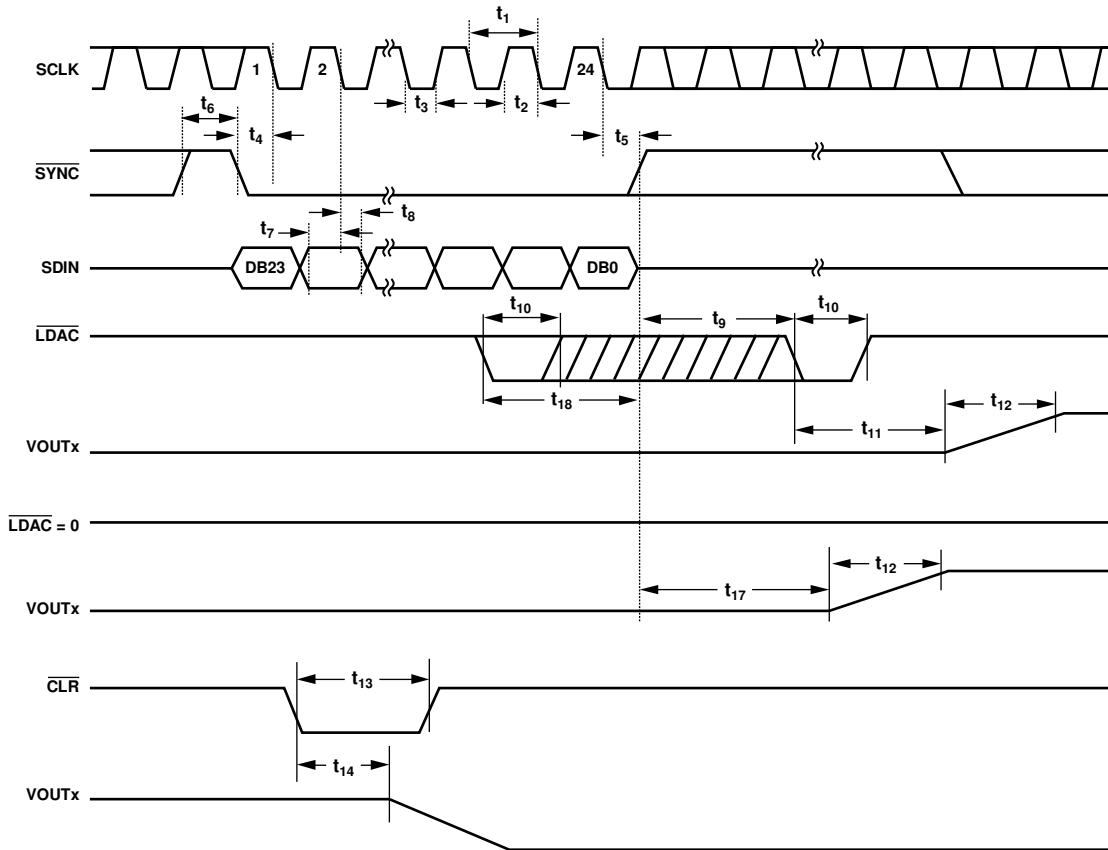 t1
SCLK 1 2 24
t3 t2
t6
t4 t5
SYNC
t8
t7
SDIN DB23 DB0
t10 t9 t10
LDAC
t18
t12
t11
VOUTx
LDAC = 0
t12
t17
VOUTx
t13
CLR
t14
VOUTx